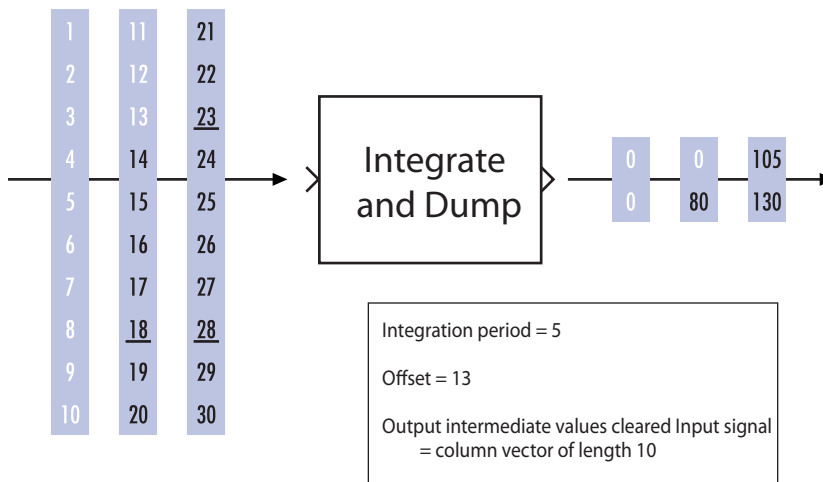 1 11 21
2 12 22
3 13 23
4 14 24
5 15 25
6 16 26
7 17 27
8 18 28
9 19 29
10 20 30
Integrate
and Dump
0 0 105
0 80 130
Integration period = 5
Offset = 13
Output intermediate values cleared Input signal
= column vector of length 10